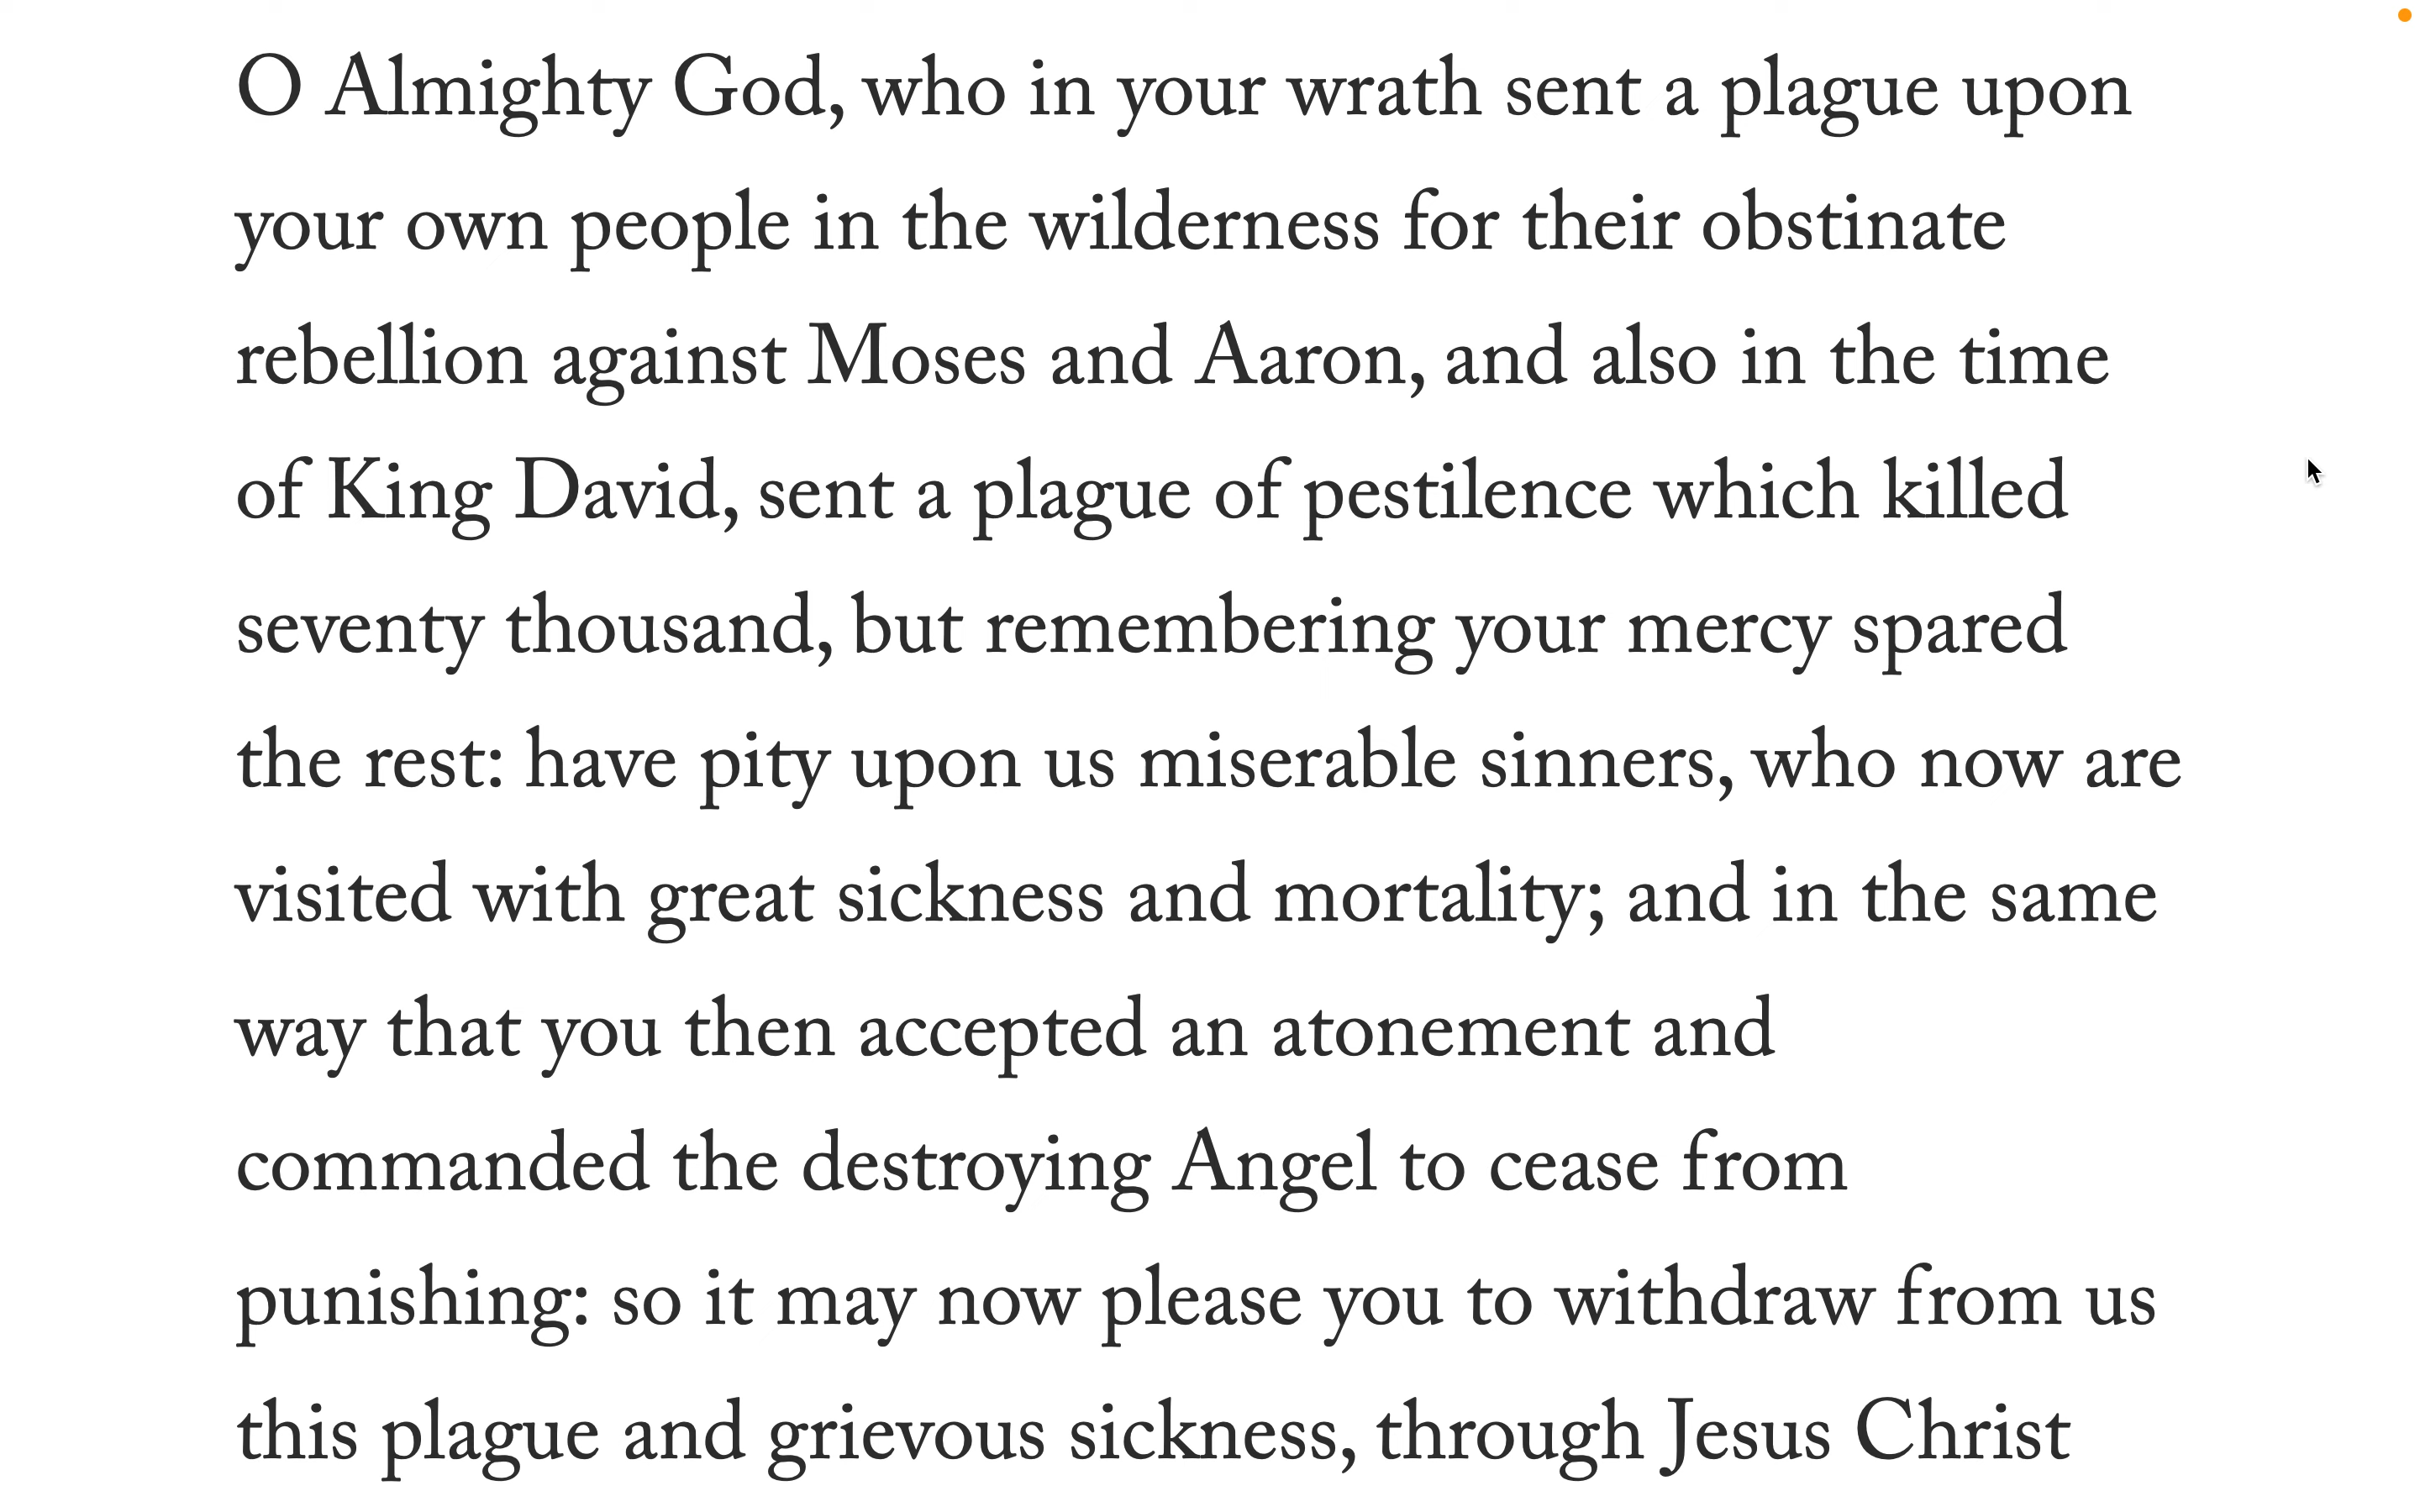 O Almighty God, who in your wrath sent a plague upon
your own people in the wilderness for their obstinate
rebellion against Moses and Aaron, and also in the time
of King David, sent a plague of pestilence which killed
seventy thousand, but remembering your mercy spared
the rest: have pity upon us miserable sinners, who now are
visited with great sickness and mortality; and in the same
way that you then accepted an atonement and
commanded the destroying Angel to cease from
punishing: so it may now please you to withdraw from us
this plague and grievous sickness, through Jesus Christ